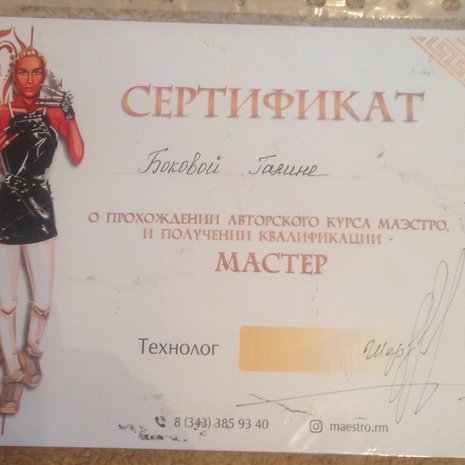 СЕРТИФИКАТ
Боковой Галине
О ПРОХОЖДЕНИИ АВТОРСКОГО КУРСА МАЭСТРО,
И ПОЛУЧЕНИИ КВАЛИФИКАЦИИ -
МАСТЕР
Технолог
8 (343) 385 93 40 maestro.rm